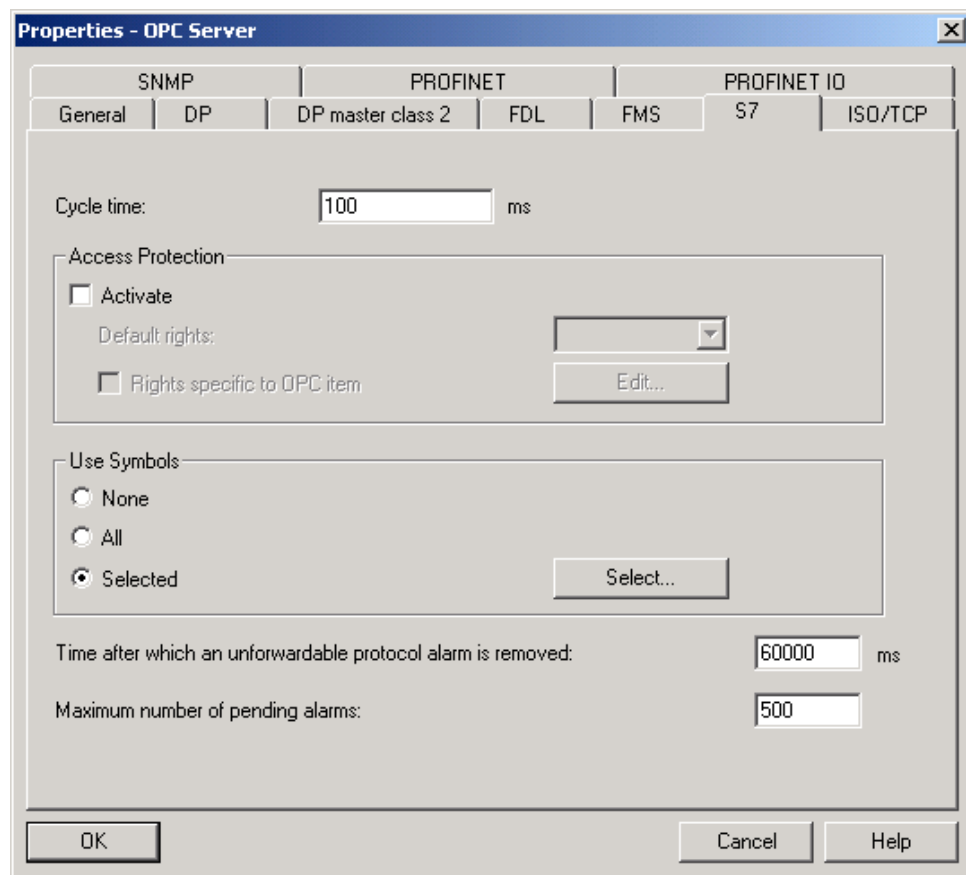 Properties - OPC Server
SNMP PROFINET PROFINET IO
General DP DP master class 2 FDL FMS S7 ISO/TCP
Cycle time: 100 ms
Access Protection
Activate
Default rights:
Rights specific to OPC item Edit...
Use Symbols
None
All
Selected Select...
Time after which an unforwardable protocol alarm is removed: 60000 ms
Maximum number of pending alarms: 500
OK Cancel Help